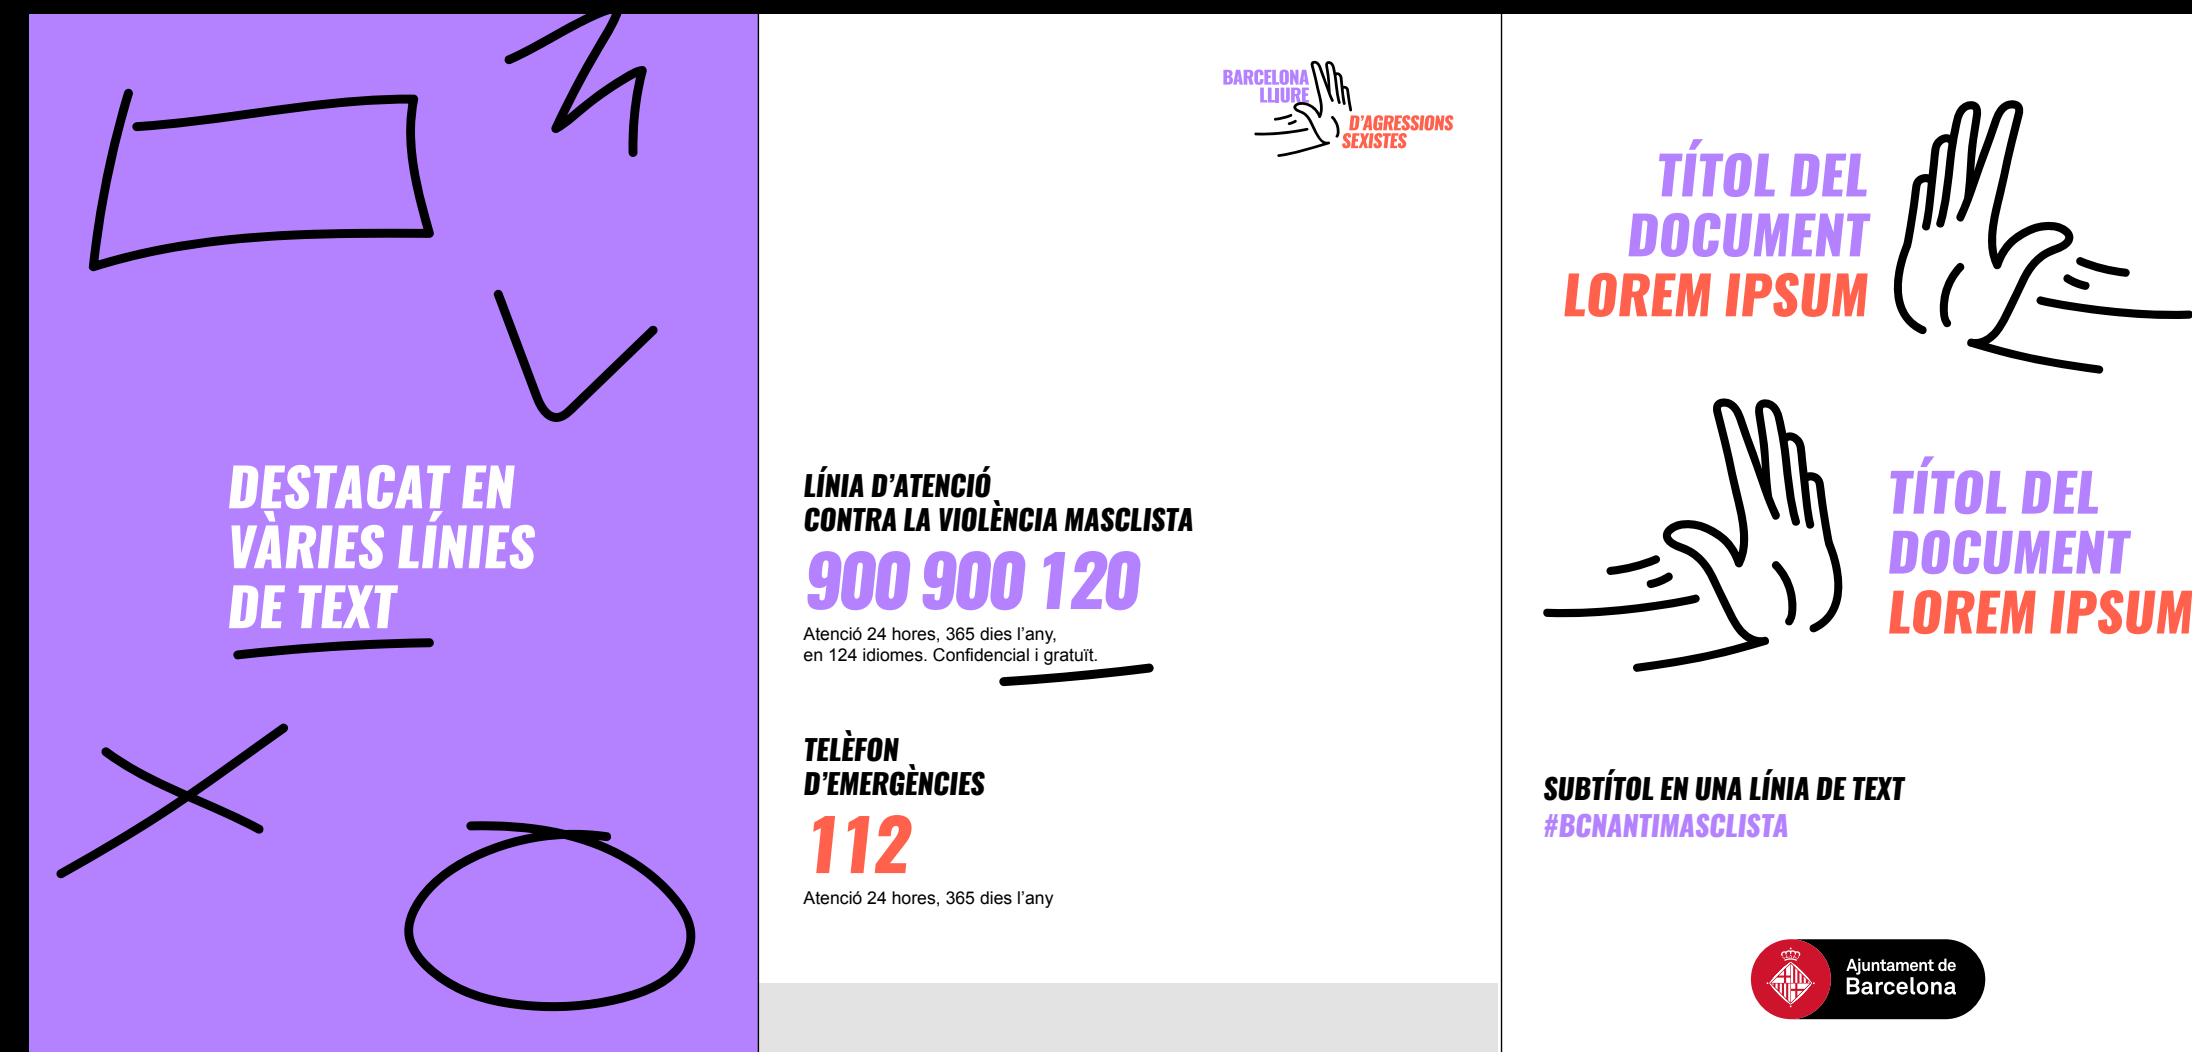 DESTACAT EN
VÀRIES LÍNIES
DE TEXT
BARCELONA
LLIURE
D'AGRESSIONS
SEXISTES
LÍNIA D'ATENCIÓ
CONTRA LA VIOLÈNCIA MASCLISTA
900 900 120
Atenció 24 hores, 365 dies l'any,
en 124 idiomes. Confidencial i gratuït.
TELÈFON
D'EMERGÈNCIES
112
Atenció 24 hores, 365 dies l'any
TÍTOL DEL
DOCUMENT
LOREM IPSUM
TÍTOL DEL
DOCUMENT
LOREM IPSUM
SUBTÍTOL EN UNA LÍNIA DE TEXT
#BCNANTIMASCLISTA
Ajuntament de
Barcelona